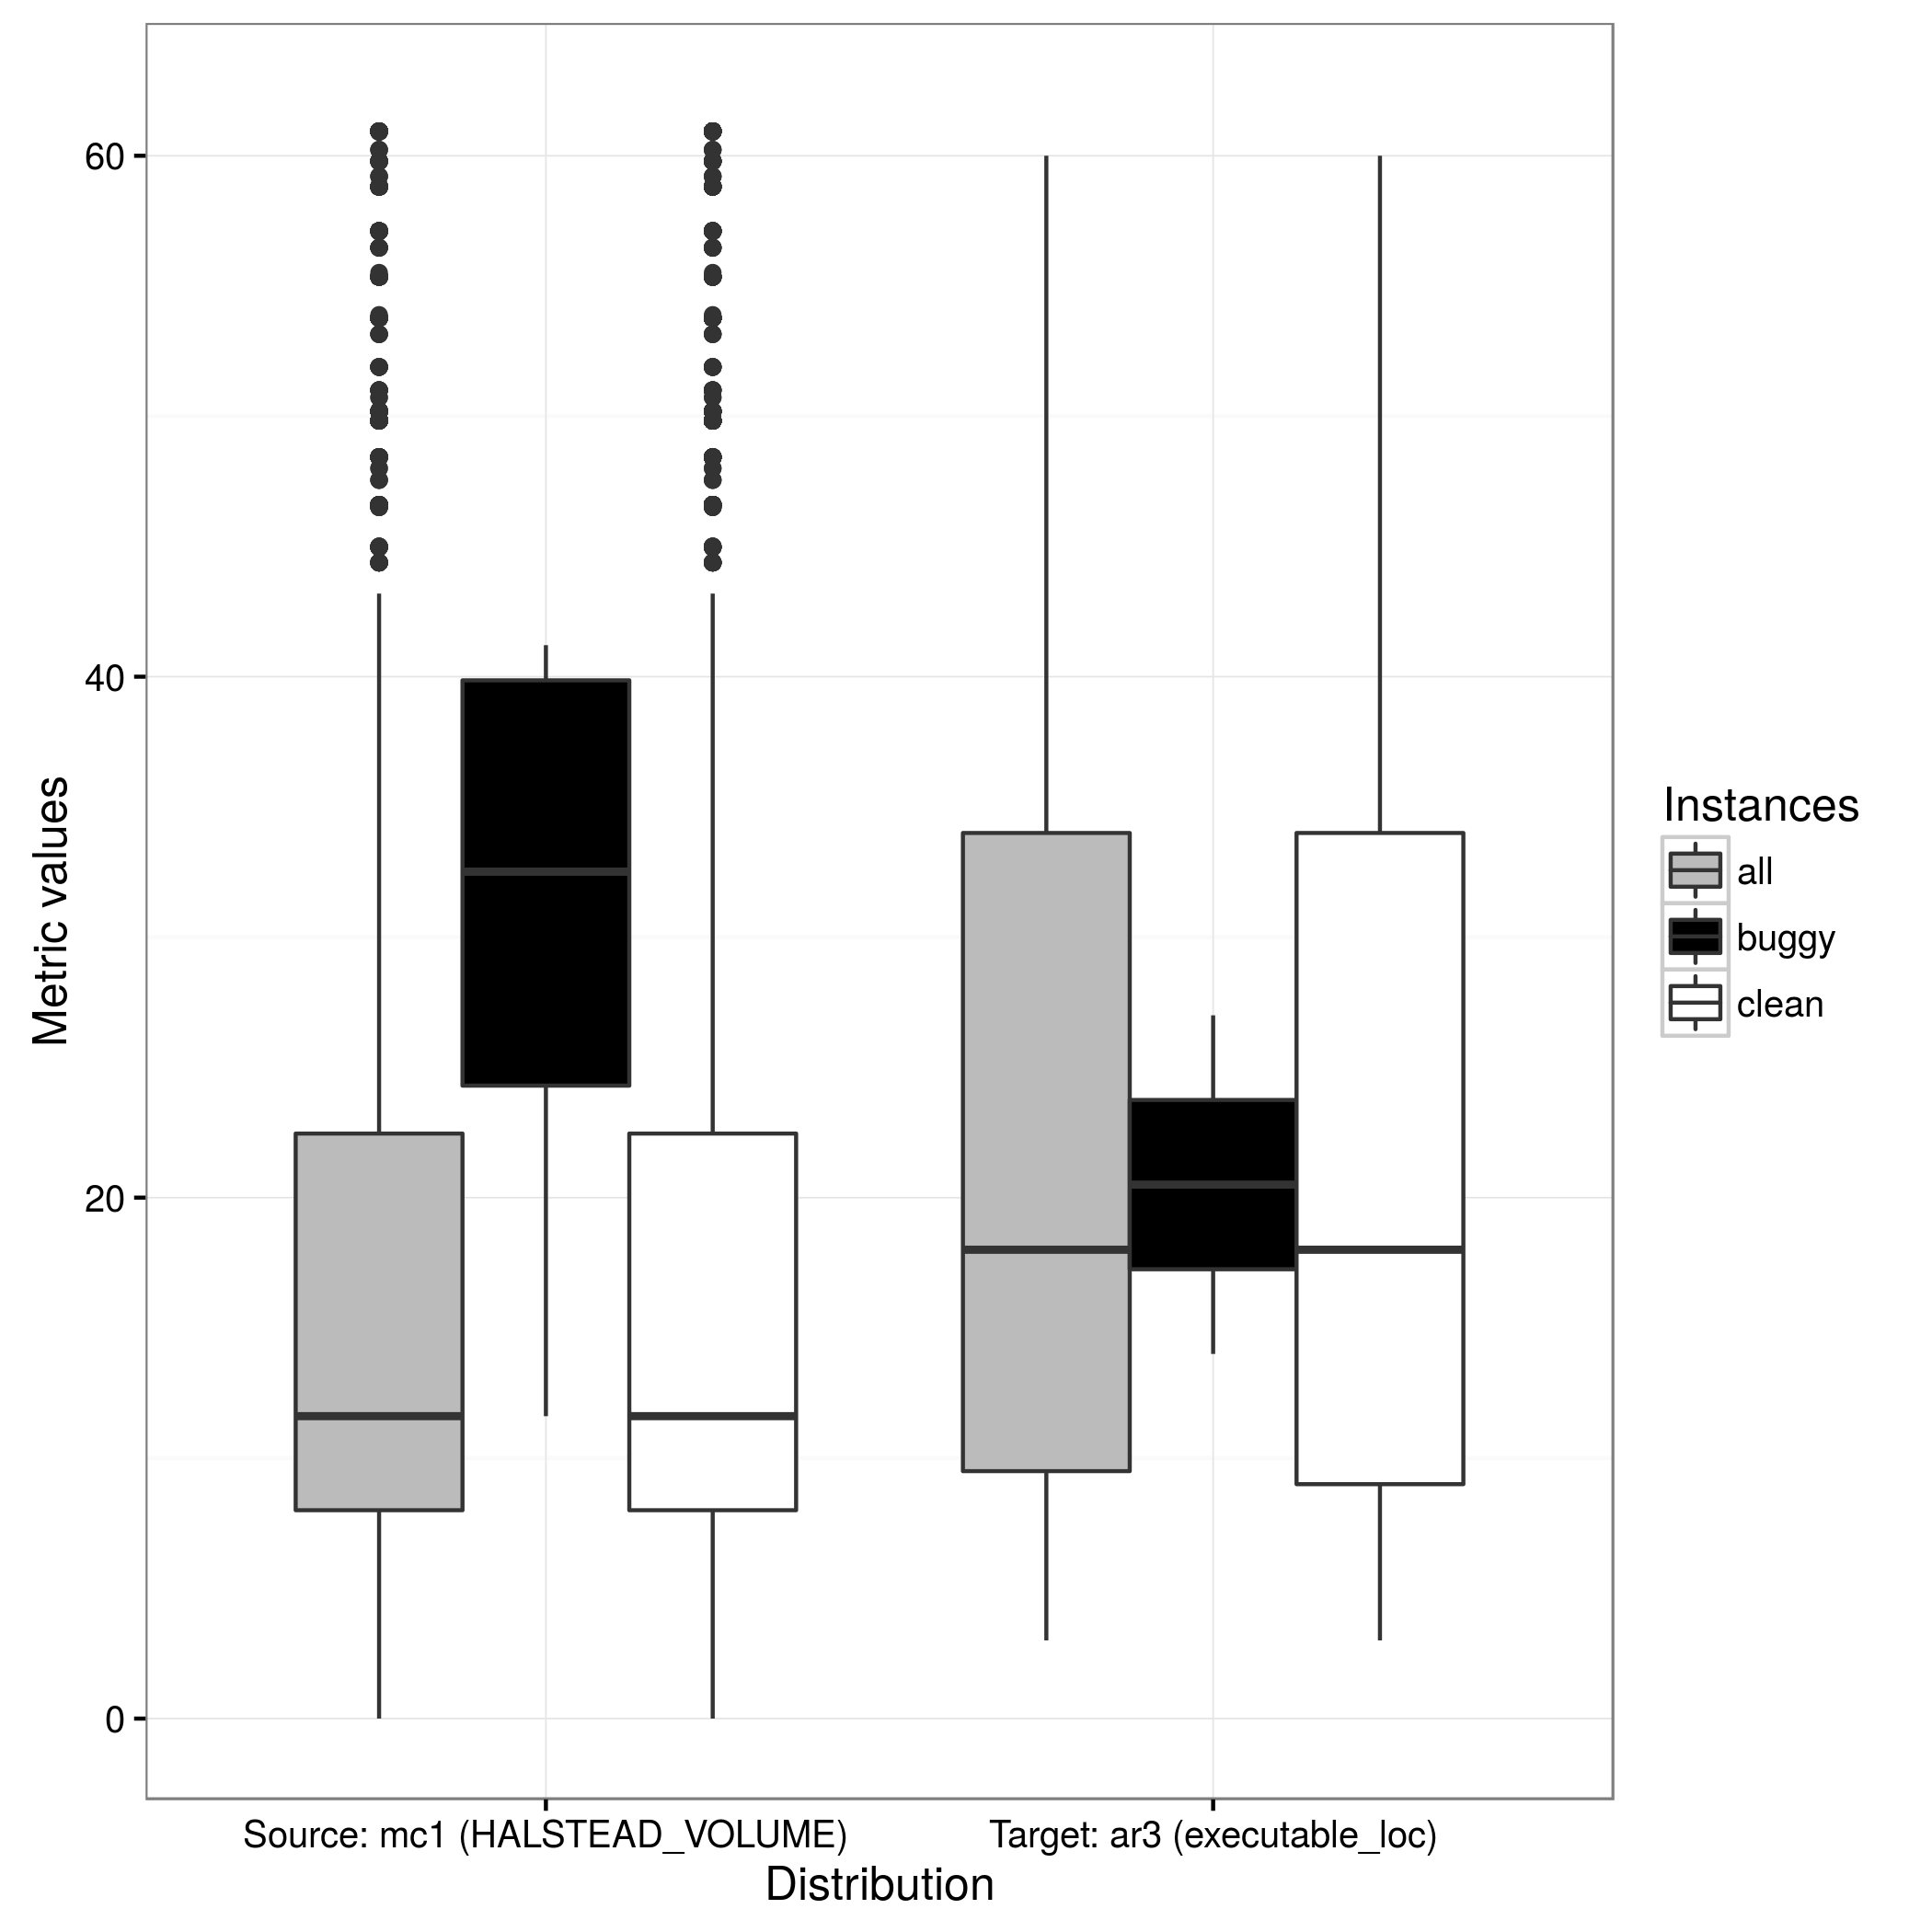 60
40
20
0
Metric values
Source: mc1 (HALSTEAD_VOLUME)
Target: ar3 (executable_loc)
Distribution
Instances
all
buggy
clean